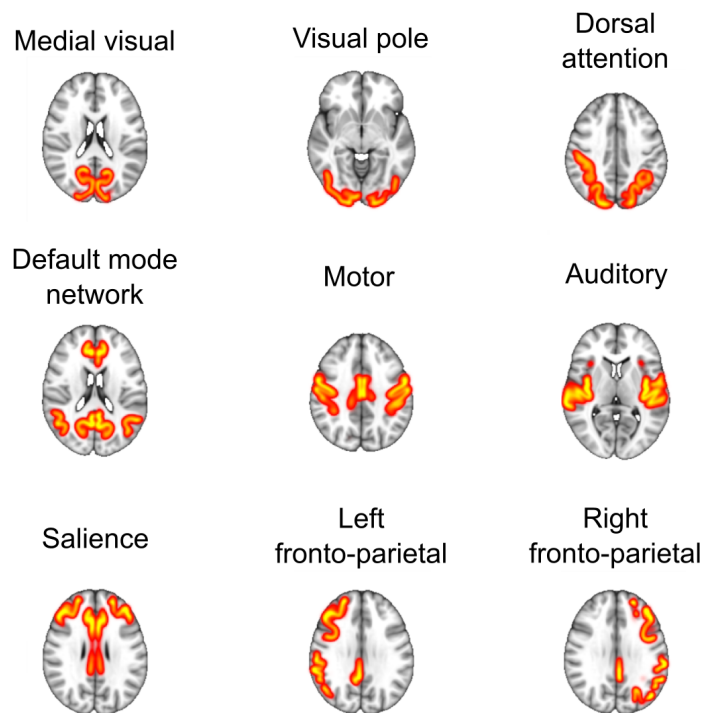 Medial visual
Visual pole
Dorsal
attention
Default mode
network
Motor
Auditory
Salience
Left
fronto-parietal
Right
fronto-parietal